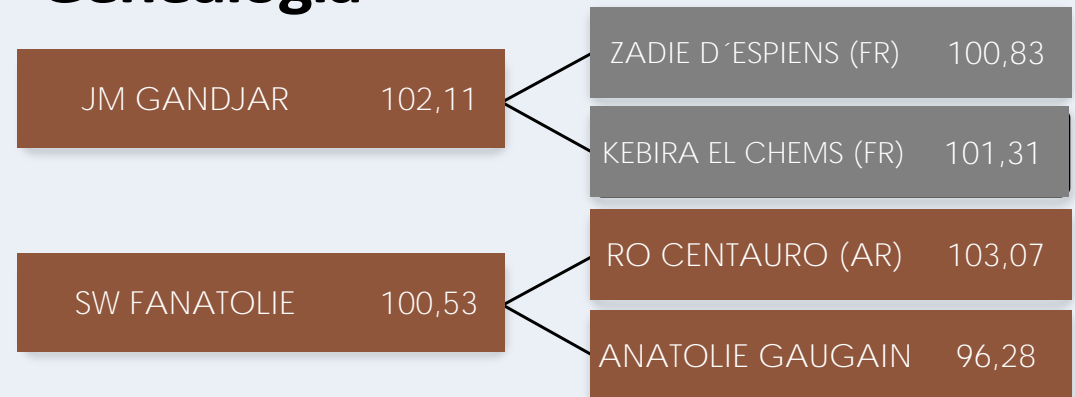 JM GANDJAR 102,11
ZADIE D´ESPIENS (FR) 100,83
KEBIRA EL CHEMS (FR) 101,31
SW FANATOLIE 100,53
RO CENTAURO (AR) 103,07
ANATOLIE GAUGAIN 96,28